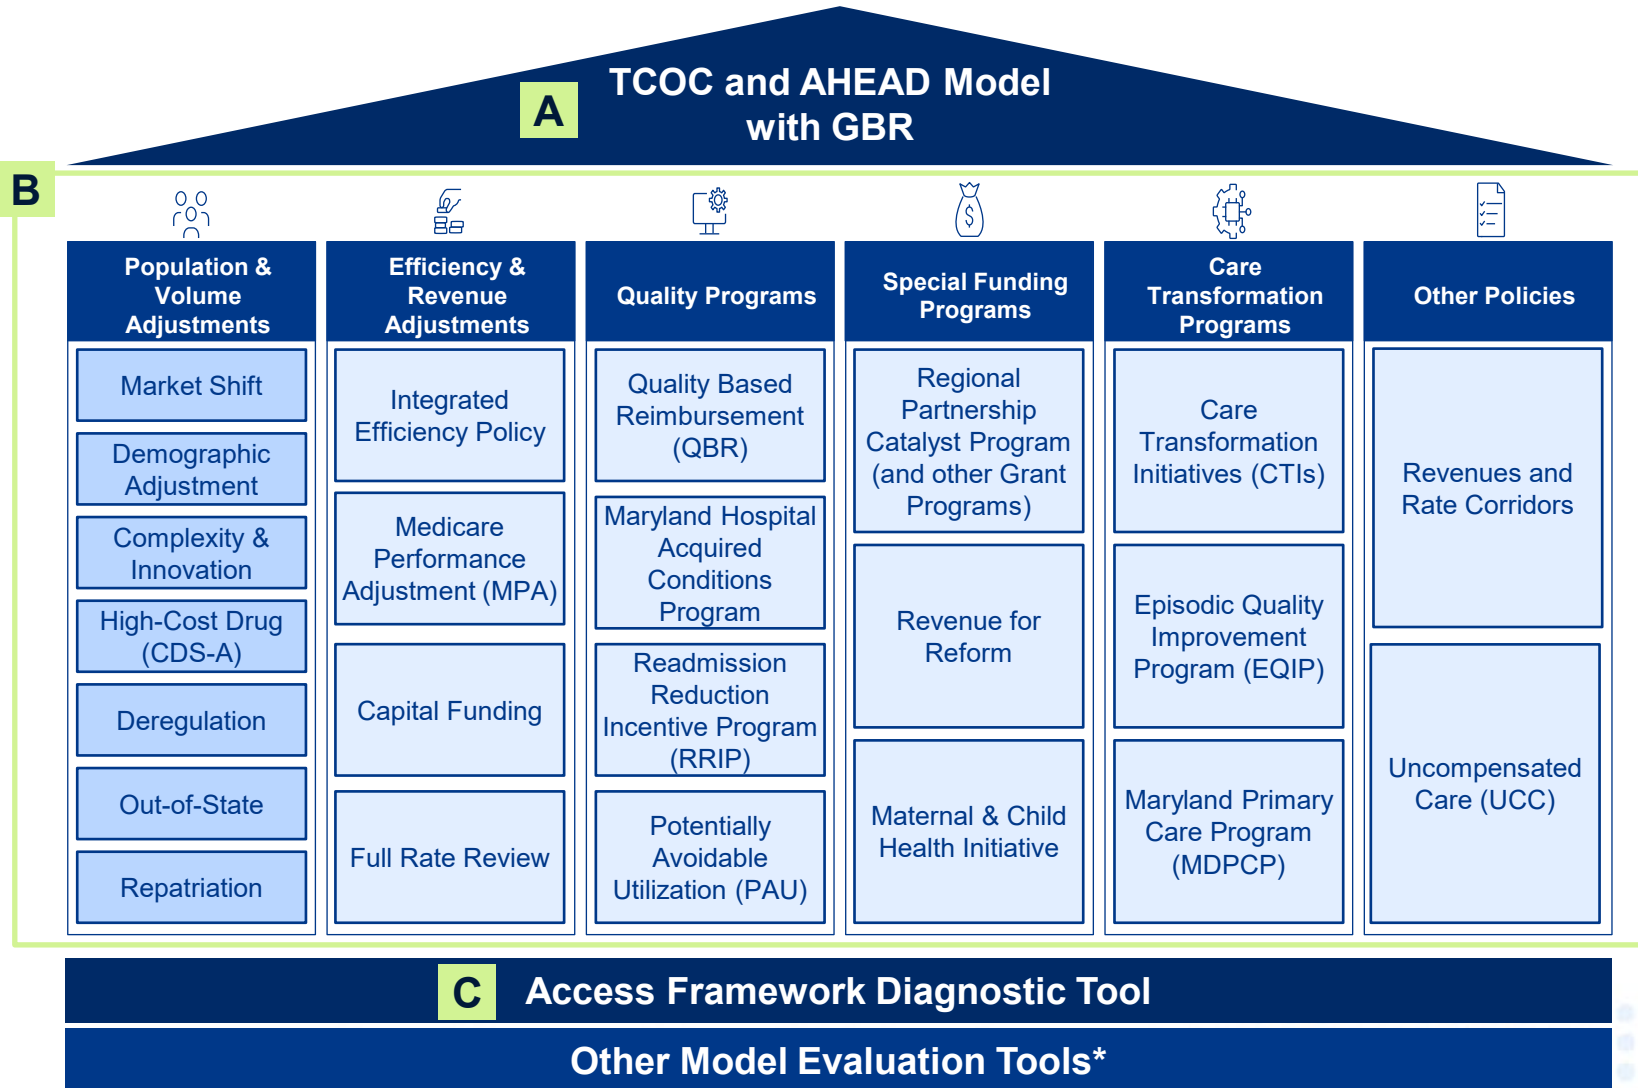 TCOC and AHEAD Model
with GBR
A
B
Population &
Volume
Adjustments
Market Shift
Demographic
Adjustment
Complexity &
Innovation
High-Cost Drug
(CDS-A)
Deregulation
Out-of-State
Repatriation
Efficiency &
Revenue
Adjustments
Integrated
Efficiency Policy
Medicare
Performance
Adjustment (MPA)
Capital Funding
Full Rate Review
Quality Programs
Quality Based
Reimbursement
(QBR)
Maryland Hospital
Acquired
Conditions
Program
Readmission
Reduction
Incentive Program
(RRIP)
Potentially
Avoidable
Utilization (PAU)
$
Special Funding
Programs
Regional
Partnership
Catalyst Program
(and other Grant
Programs)
Revenue for
Reform
Maternal & Child
Health Initiative
Care
Transformation
Programs
Care
Transformation
Initiatives (CTIs)
Episodic Quality
Improvement
Program (EQIP)
Maryland Primary
Care Program
(MDPCP)
Other Policies
Revenues and
Rate Corridors
Uncompensated
Care (UCC)
C
Access Framework Diagnostic Tool
Other Model Evaluation Tools*